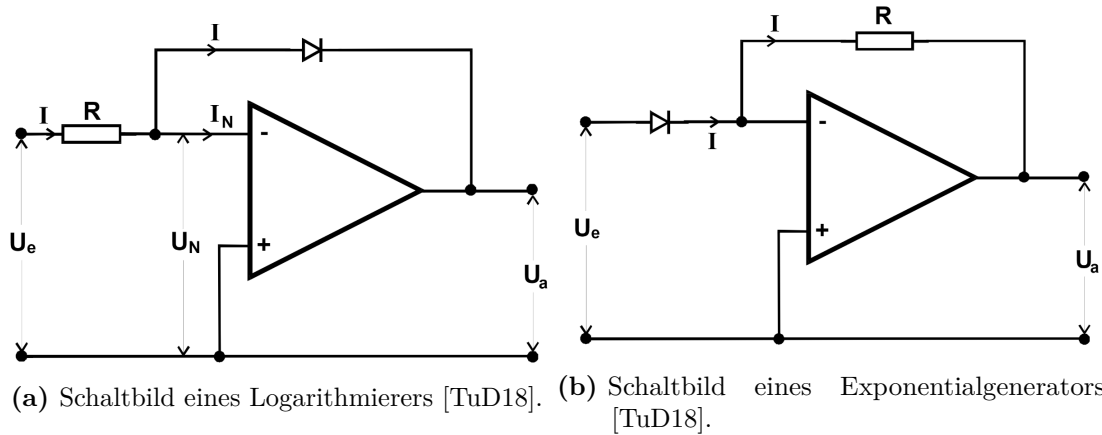 I
R
I
R
I_N
-
U_e
U_N
+
U_a
I
R
-
I
U_e
+
U_a
(a) Schaltbild eines Logarithmierers [TuD18].
(b) Schaltbild eines Exponentialgenerators
[TuD18].